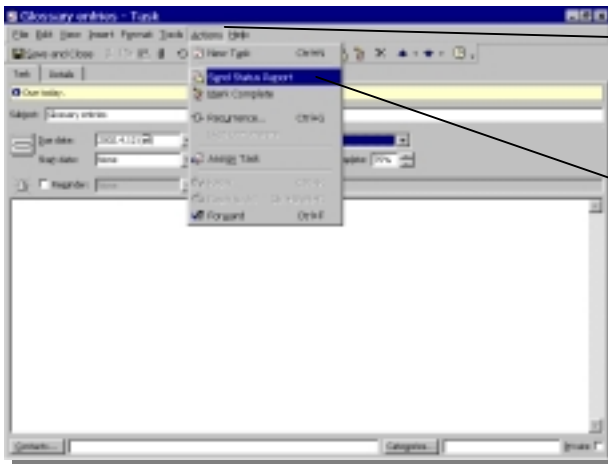 Glossary entries - Task
File Edit View Insert Format Tools Actions Help
Save and Close
Task Details
Due today.
Subject: Glossary entries
Due date:
Start date: None
Reminder: None
New Task Ctrl+N
Send Status Report
Mark Complete
Recurrence... Ctrl+G
Assign Task
Forward Ctrl+F
Contacts... Categories... Private